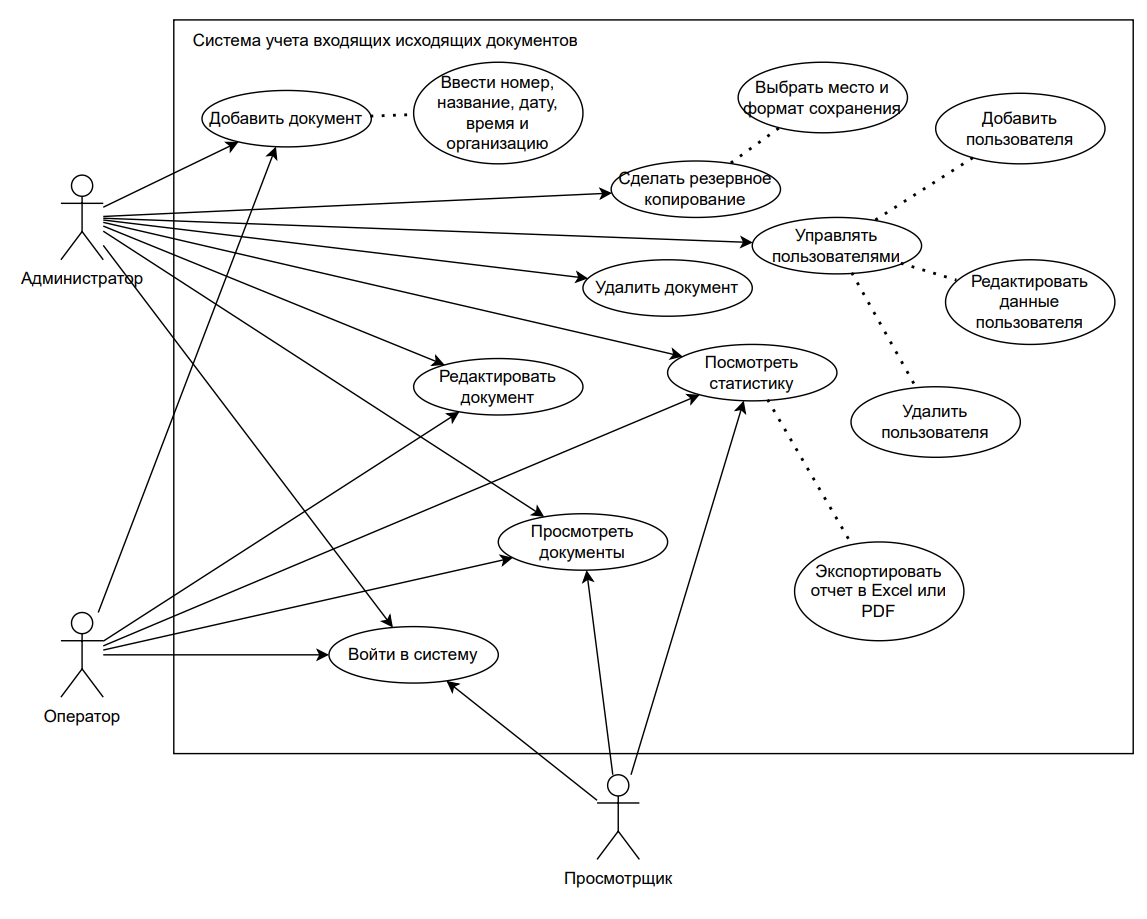 Система учета входящих исходящих документов
Добавить документ
Ввести номер,
название, дату,
время и
организацию
Выбрать место и
формат сохранения
Добавить
пользователя
Сделать резервное
копирование
Управлять
пользователями
Администратор
Удалить документ
Редактировать
данные
пользователя
Редактировать
документ
Посмотреть
статистику
Удалить
пользователя
Просмотреть
документы
Экспортировать
отчет в Excel или
PDF
Войти в систему
Оператор
Просмотрщик